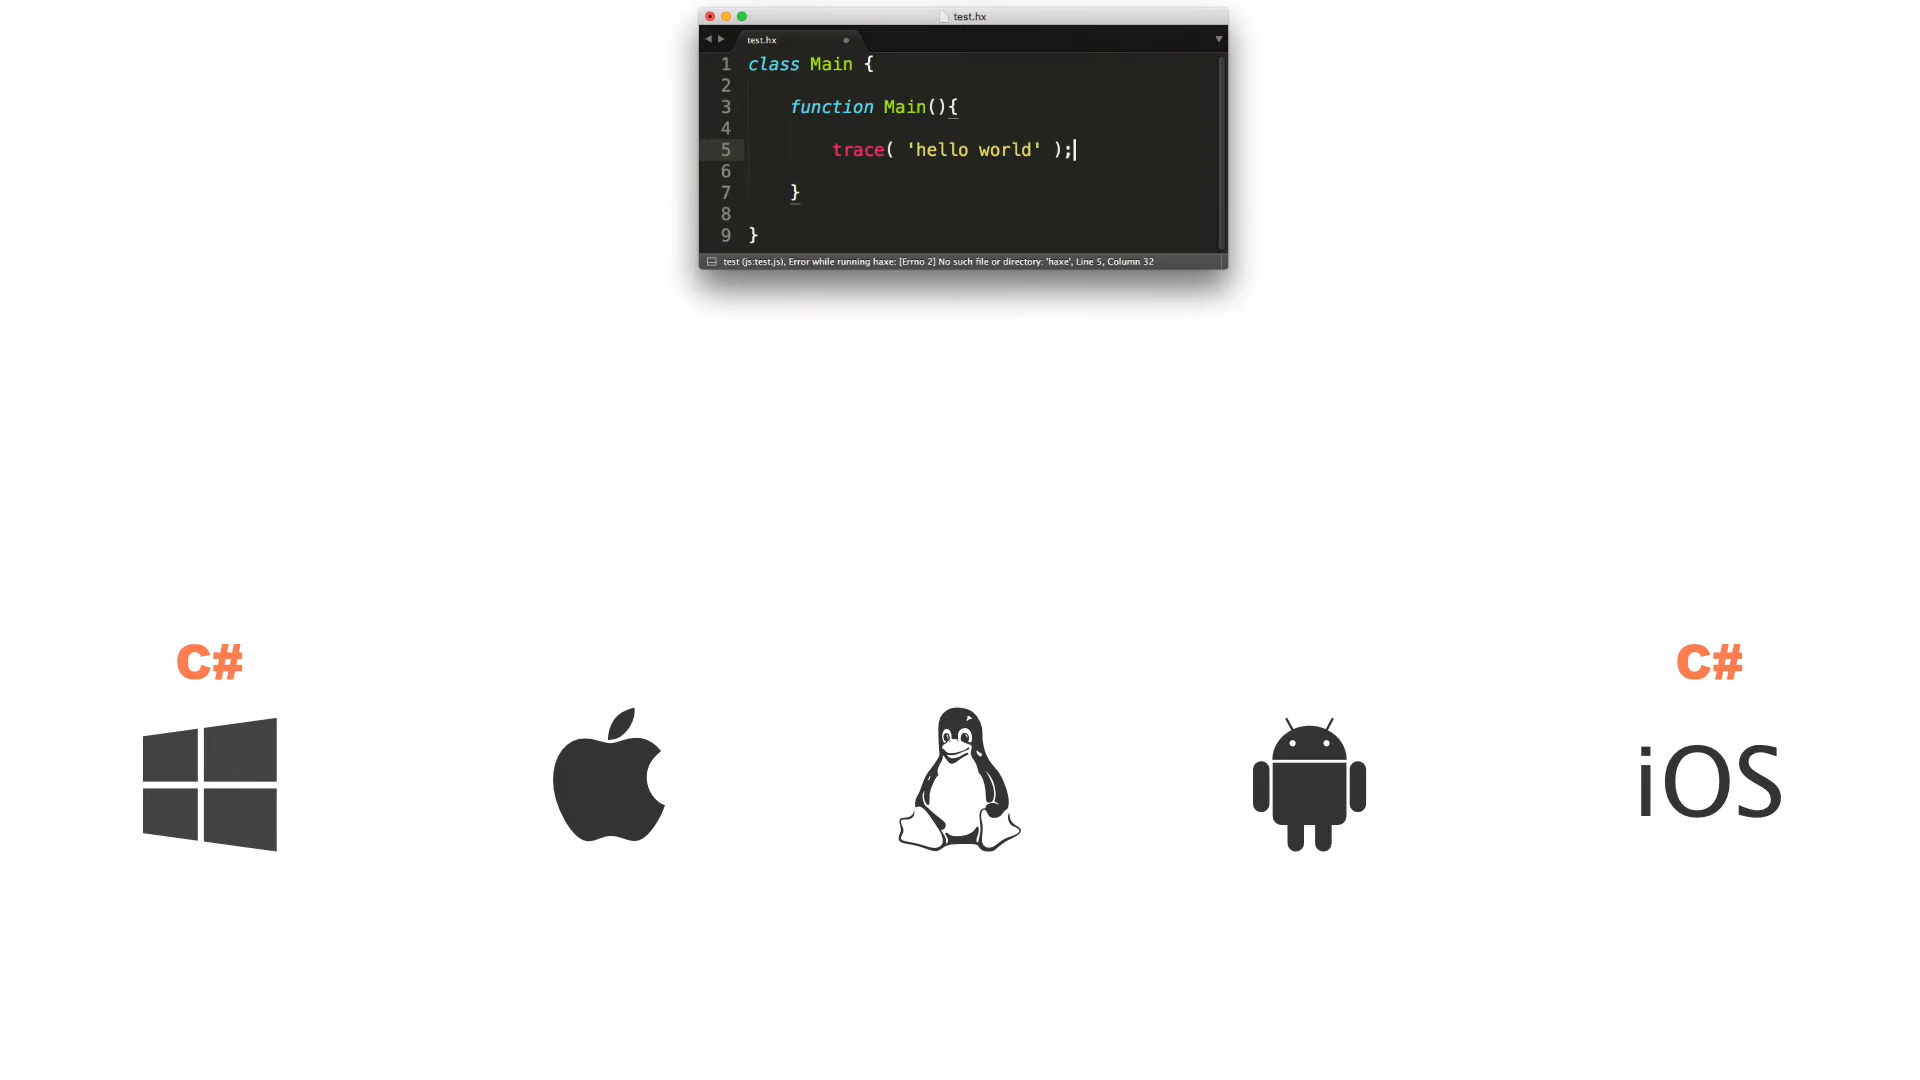 test.hx
test.hx
1 class Main {
2
3 function Main(){
4
5 trace( 'hello world' );
6
7 }
8
9 }
test (js:test.js), Error while running haxe: [Errno 2] No such file or directory: 'haxe', Line 5, Column 32
C# C#
iOS